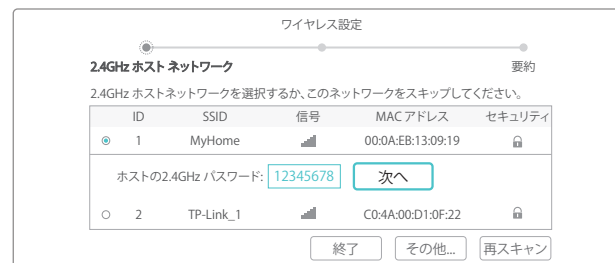 ワイヤレス設定
2.4GHz ホスト ネットワーク 要約
2.4GHz ホストネットワークを選択するか、このネットワークをスキップしてください。
ID SSID 信号 MAC アドレス セキュリティ
1 MyHome 00:0A:EB:13:09:19
ホストの2.4GHz パスワード: 12345678 次へ
2 TP-Link_1 C0:4A:00:D1:0F:22
終了 その他... 再スキャン